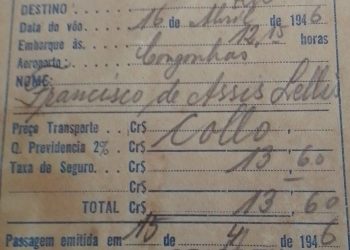 DESTINO
Data do vôo 16 de Abril de 1946
Embarque às 12,15 horas
Aeroporto: Congonhas
NOME:
Francisco de Assis
Preço Transporte Cr$ Collo
Q. Previdencia 2% Cr$ 13,60
Taxa de Seguro Cr$
Cr$
TOTAL Cr$ 13,60
Passagem emitida em 15 de 4 de 1946